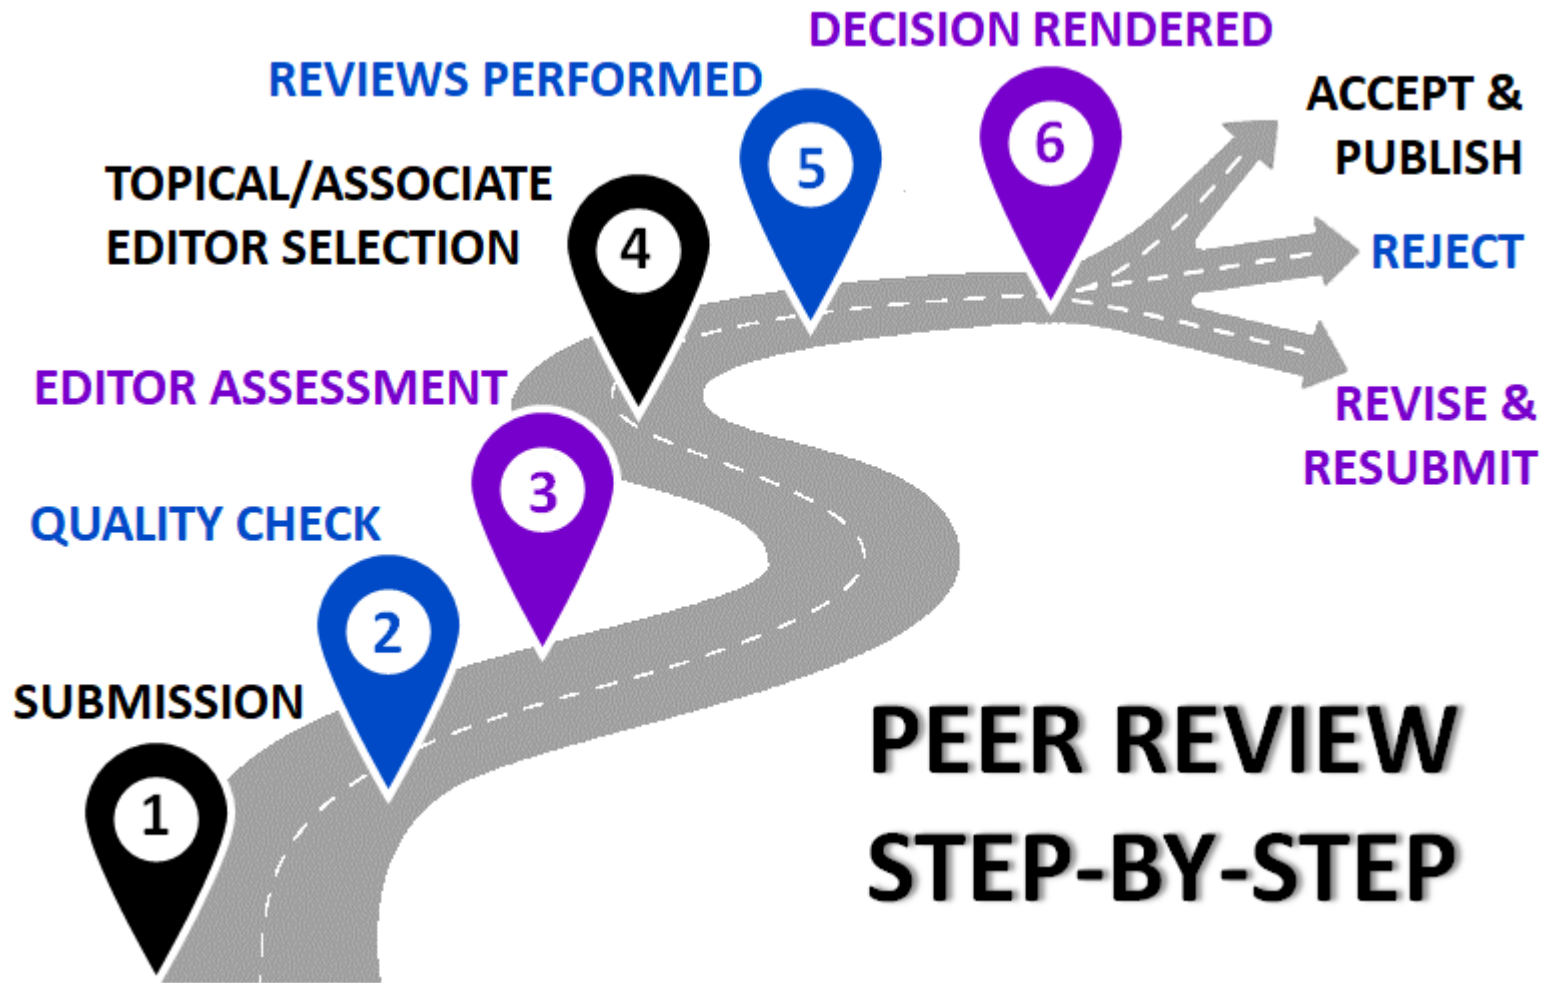 DECISION RENDERED
REVIEWS PERFORMED
ACCEPT &
PUBLISH
6
5
TOPICAL/ASSOCIATE
EDITOR SELECTION
4
REJECT
EDITOR ASSESSMENT
REVISE &
RESUBMIT
3
QUALITY CHECK
2
SUBMISSION
1
PEER REVIEW
STEP-BY-STEP